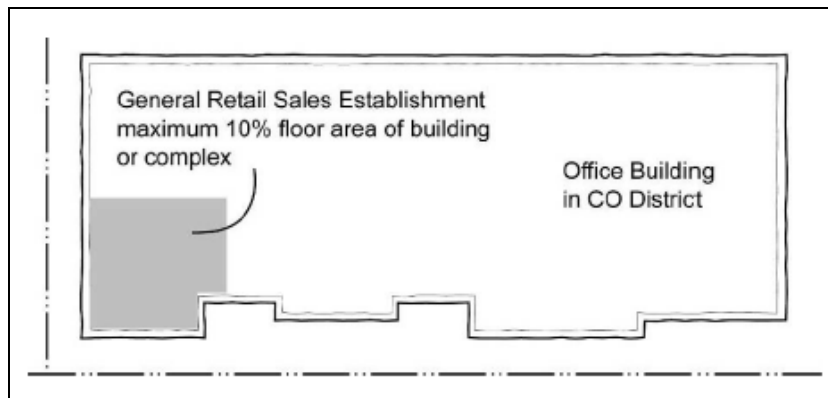 General Retail Sales Establishment
maximum 10% floor area of building
or complex
Office Building
in CO District